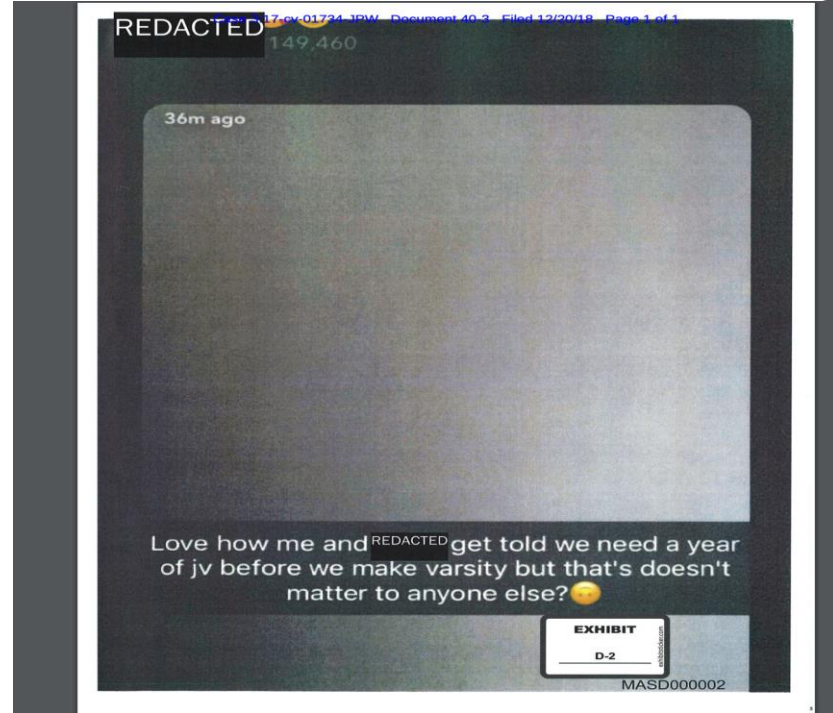 REDACTED
17-cv-01734-JPW Document 40-3 Filed 12/20/18 Page 1 of 1
149,460
36m ago
Love how me and REDACTED get told we need a year
of jv before we make varsity but that's doesn't
matter to anyone else?🙃
EXHIBIT
D-2
exhibitsticker.com
MASD000002